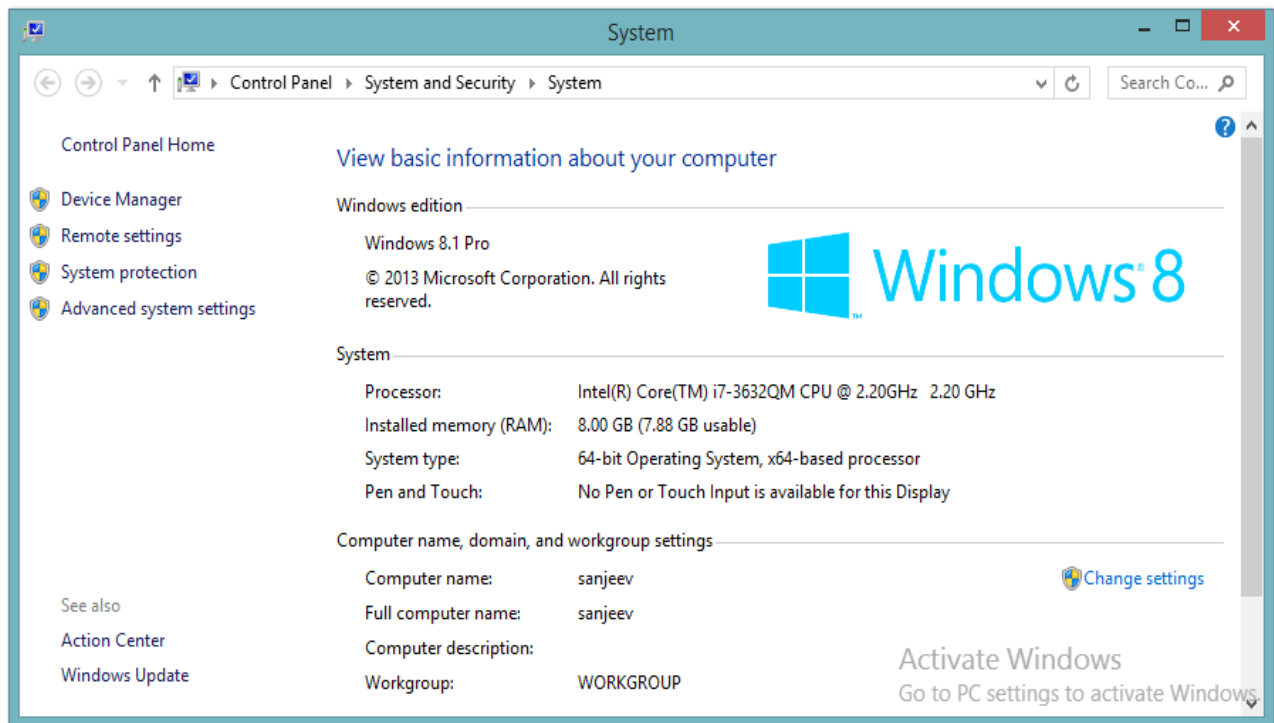 System
Control Panel System and Security System
Search Co...
Control Panel Home
Device Manager
Remote settings
System protection
Advanced system settings
See also
Action Center
Windows Update
View basic information about your computer
Windows edition
Windows 8.1 Pro
© 2013 Microsoft Corporation. All rights
reserved.
Windows® 8
TM
System
Processor: Intel(R) Core(TM) i7-3632QM CPU @ 2.20GHz 2.20 GHz
Installed memory (RAM): 8.00 GB (7.88 GB usable)
System type: 64-bit Operating System, x64-based processor
Pen and Touch: No Pen or Touch Input is available for this Display
Computer name, domain, and workgroup settings
Computer name: sanjeev
Change settings
Full computer name: sanjeev
Computer description:
Workgroup: WORKGROUP
Activate Windows
Go to PC settings to activate Windows.